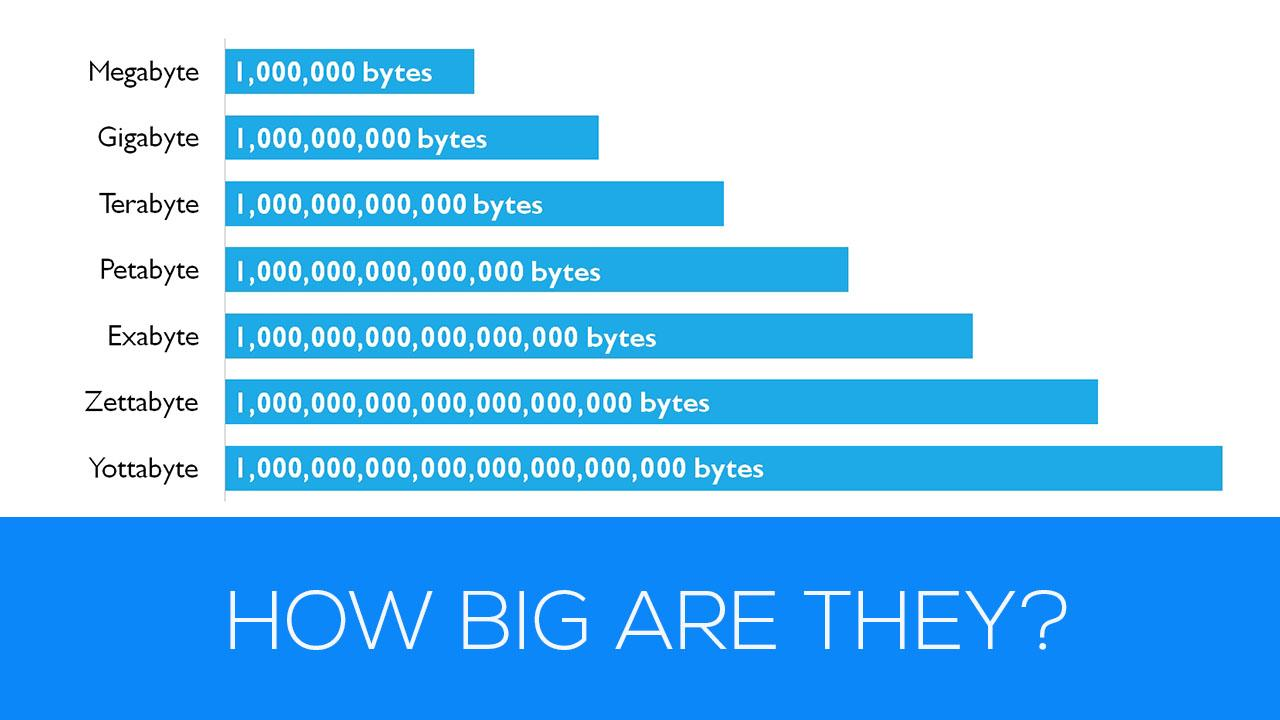 Megabyte 1,000,000 bytes
Gigabyte 1,000,000,000 bytes
Terabyte 1,000,000,000,000 bytes
Petabyte 1,000,000,000,000,000 bytes
Exabyte 1,000,000,000,000,000,000 bytes
Zettabyte 1,000,000,000,000,000,000,000 bytes
Yottabyte 1,000,000,000,000,000,000,000,000 bytes
HOW BIG ARE THEY?